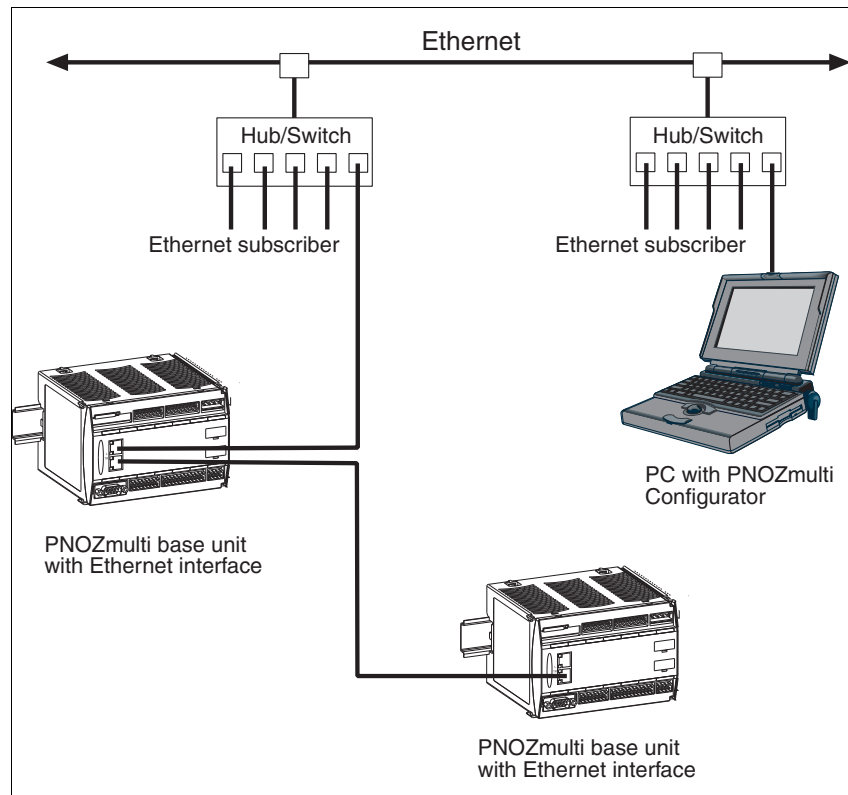 Ethernet
Hub/Switch
Hub/Switch
Ethernet subscriber
Ethernet subscriber
PC with PNOZmulti
Configurator
PNOZmulti base unit
with Ethernet interface
PNOZmulti base unit
with Ethernet interface